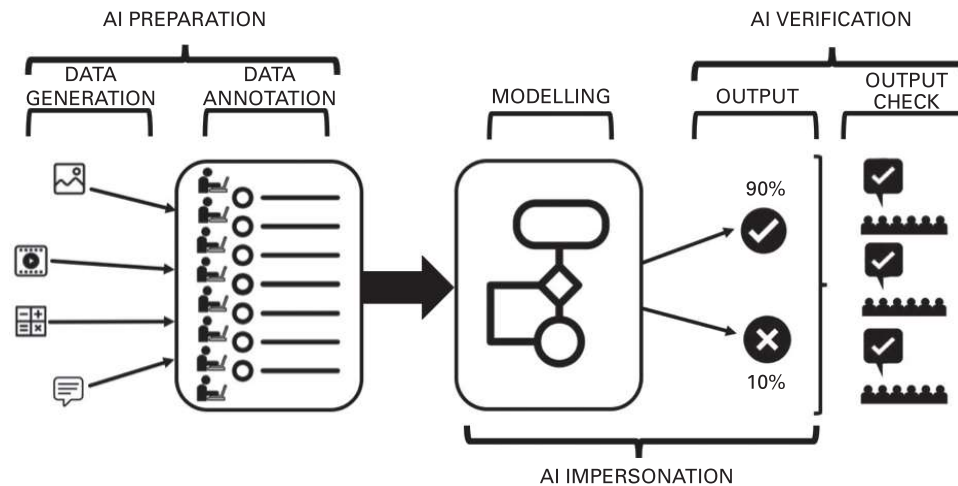 AI PREPARATION
AI VERIFICATION
DATA
GENERATION
DATA
ANNOTATION
MODELLING
OUTPUT
OUTPUT
CHECK
90%
10%
AI IMPERSONATION